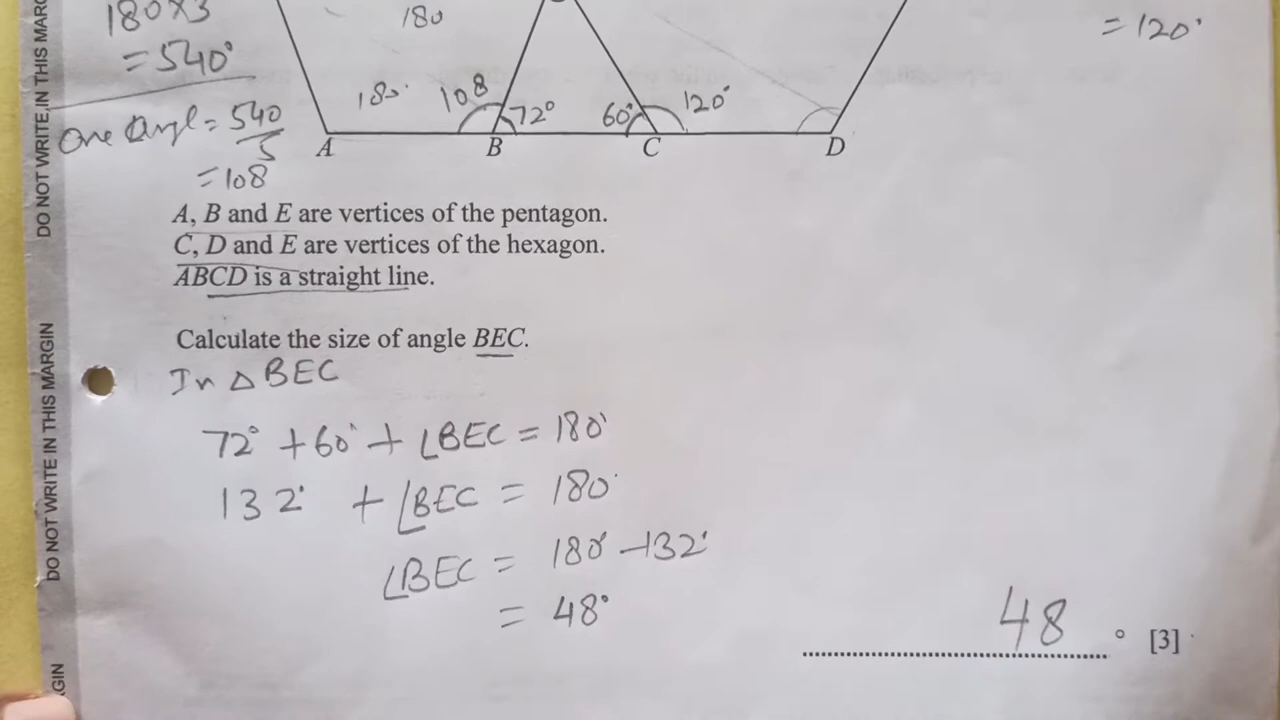 180×3
= 540°
180
= 120°
One Angl = 540
5
= 108
180
108
72°
60°
120°
A
B
C
D
A, B and E are vertices of the pentagon.
C, D and E are vertices of the hexagon.
ABCD is a straight line.
Calculate the size of angle BEC.
In △ BEC
72° + 60° + ∠BEC = 180°
132° + ∠BEC = 180°
∠BEC = 180° - 132°
= 48°
48 ° [3]
DO NOT WRITE IN THIS MARGIN
DO NOT WRITE IN THIS MARGIN